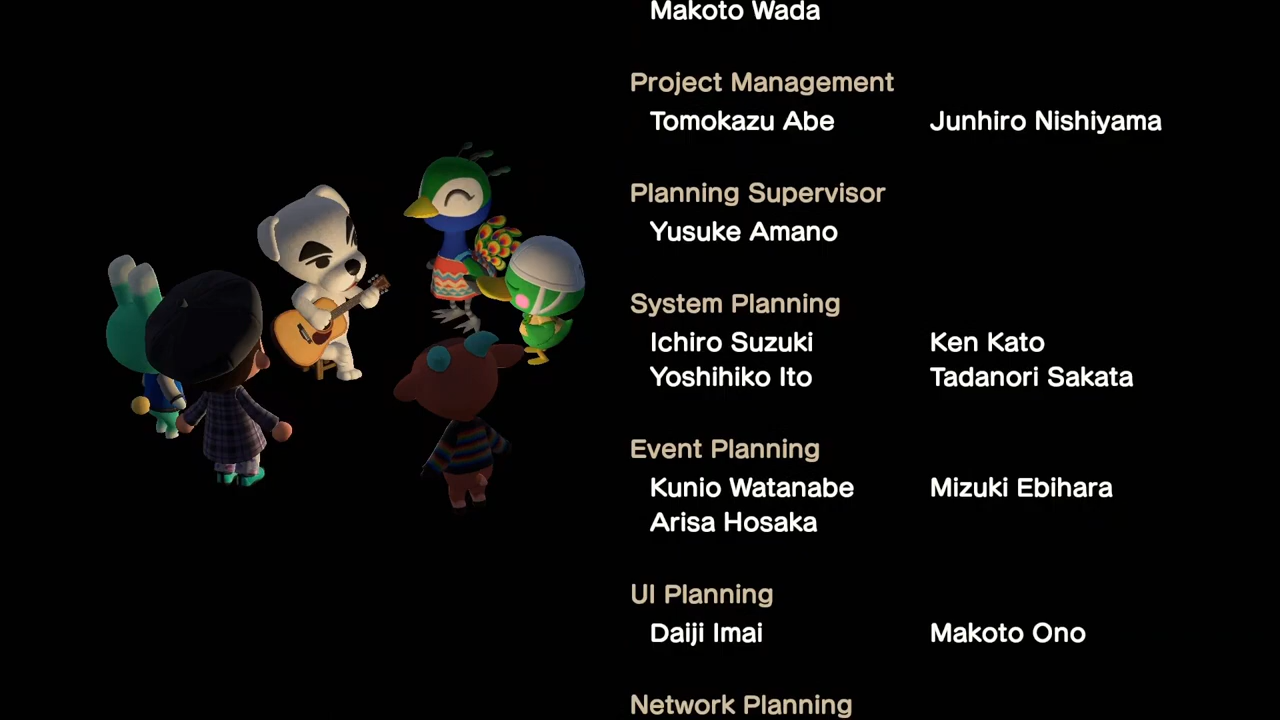 Makoto Wada
Project Management
Tomokazu Abe Junhiro Nishiyama
Planning Supervisor
Yusuke Amano
System Planning
Ichiro Suzuki Ken Kato
Yoshihiko Ito Tadanori Sakata
Event Planning
Kunio Watanabe Mizuki Ebihara
Arisa Hosaka
UI Planning
Daiji Imai Makoto Ono
Network Planning